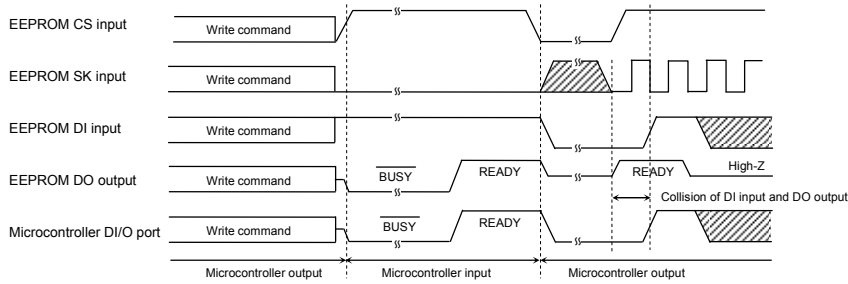 EEPROM CS input
Write command
EEPROM SK input
Write command
EEPROM DI input
Write command
EEPROM DO output
Write command
BUSY
READY
READY
High-Z
Collision of DI input and DO output
Microcontroller DI/O port
Write command
BUSY
READY
Microcontroller output
Microcontroller input
Microcontroller output